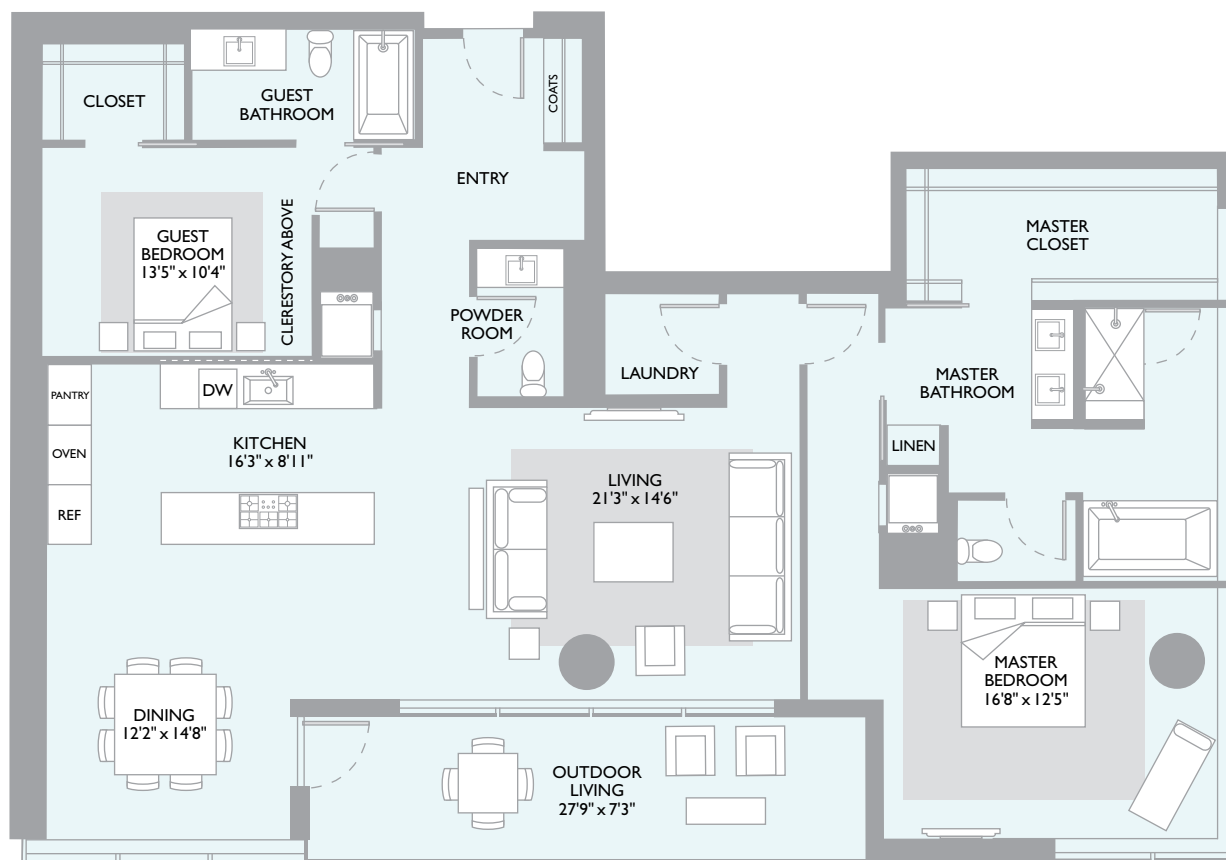 CLOSET
GUEST
BATHROOM
COATS
ENTRY
GUEST
BEDROOM
13'5" x 10'4"
CLERESTORY ABOVE
MASTER
CLOSET
POWDER
ROOM
LAUNDRY
MASTER
BATHROOM
LINEN
PANTRY
OVEN
REF
DW
KITCHEN
16'3" x 8'11"
LIVING
21'3" x 14'6"
MASTER
BEDROOM
16'8" x 12'5"
DINING
12'2" x 14'8"
OUTDOOR
LIVING
27'9" x 7'3"